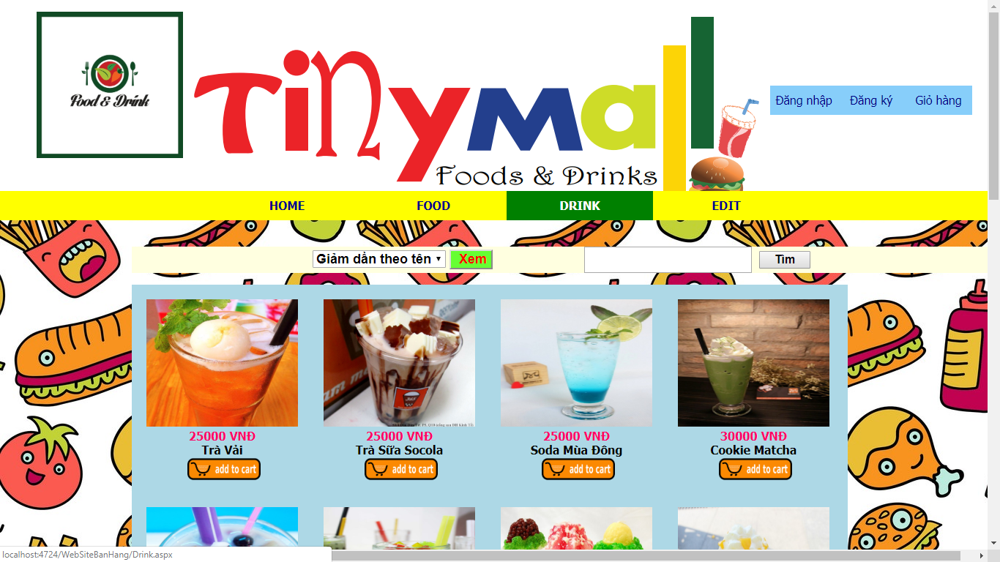 Food & Drink
TinyMall
Foods & Drinks
Đăng nhập Đăng ký Giỏ hàng
HOME FOOD DRINK EDIT
Giảm dần theo tên Xem Tìm
25000 VNĐ 25000 VNĐ 25000 VNĐ 30000 VNĐ
Trà Vải Trà Sữa Socola Soda Mùa Đông Cookie Matcha
add to cart add to cart add to cart add to cart
localhost:4724/WebSiteBanHang/Drink.aspx